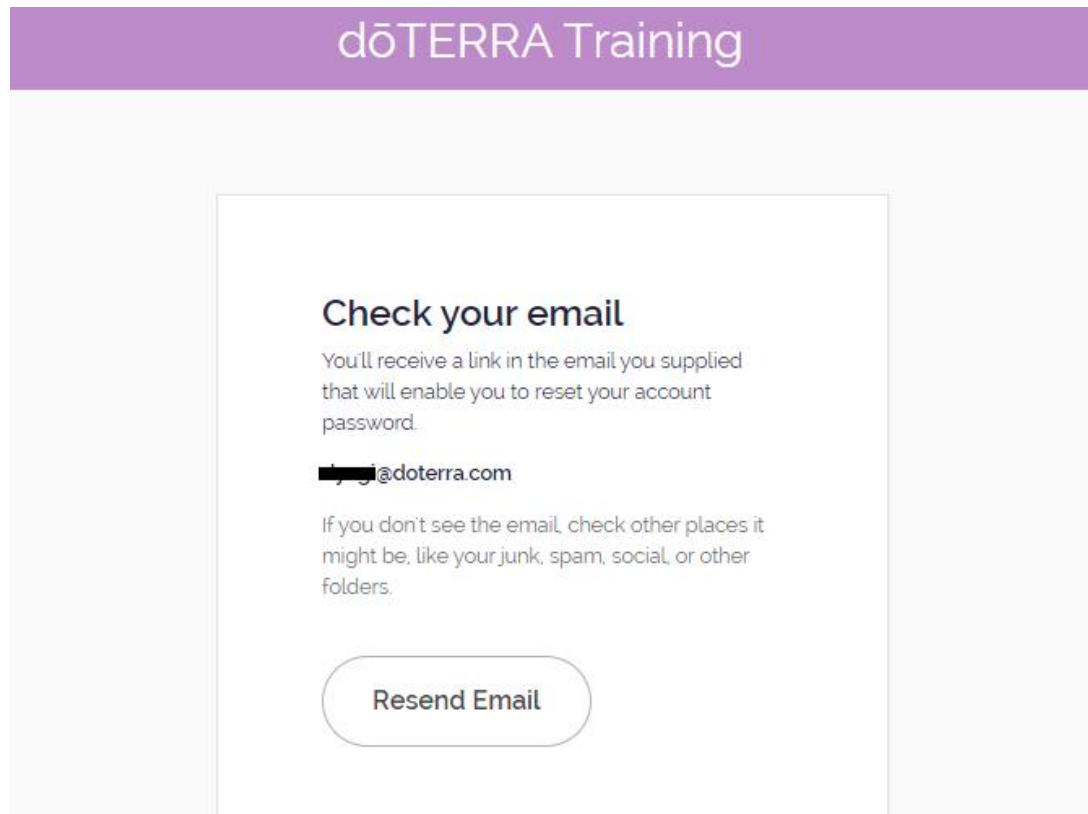 dōTERRA Training
Check your email
You'll receive a link in the email you supplied
that will enable you to reset your account
password.
@doterra.com
If you don't see the email, check other places it
might be, like your junk, spam, social, or other
folders.
Resend Email